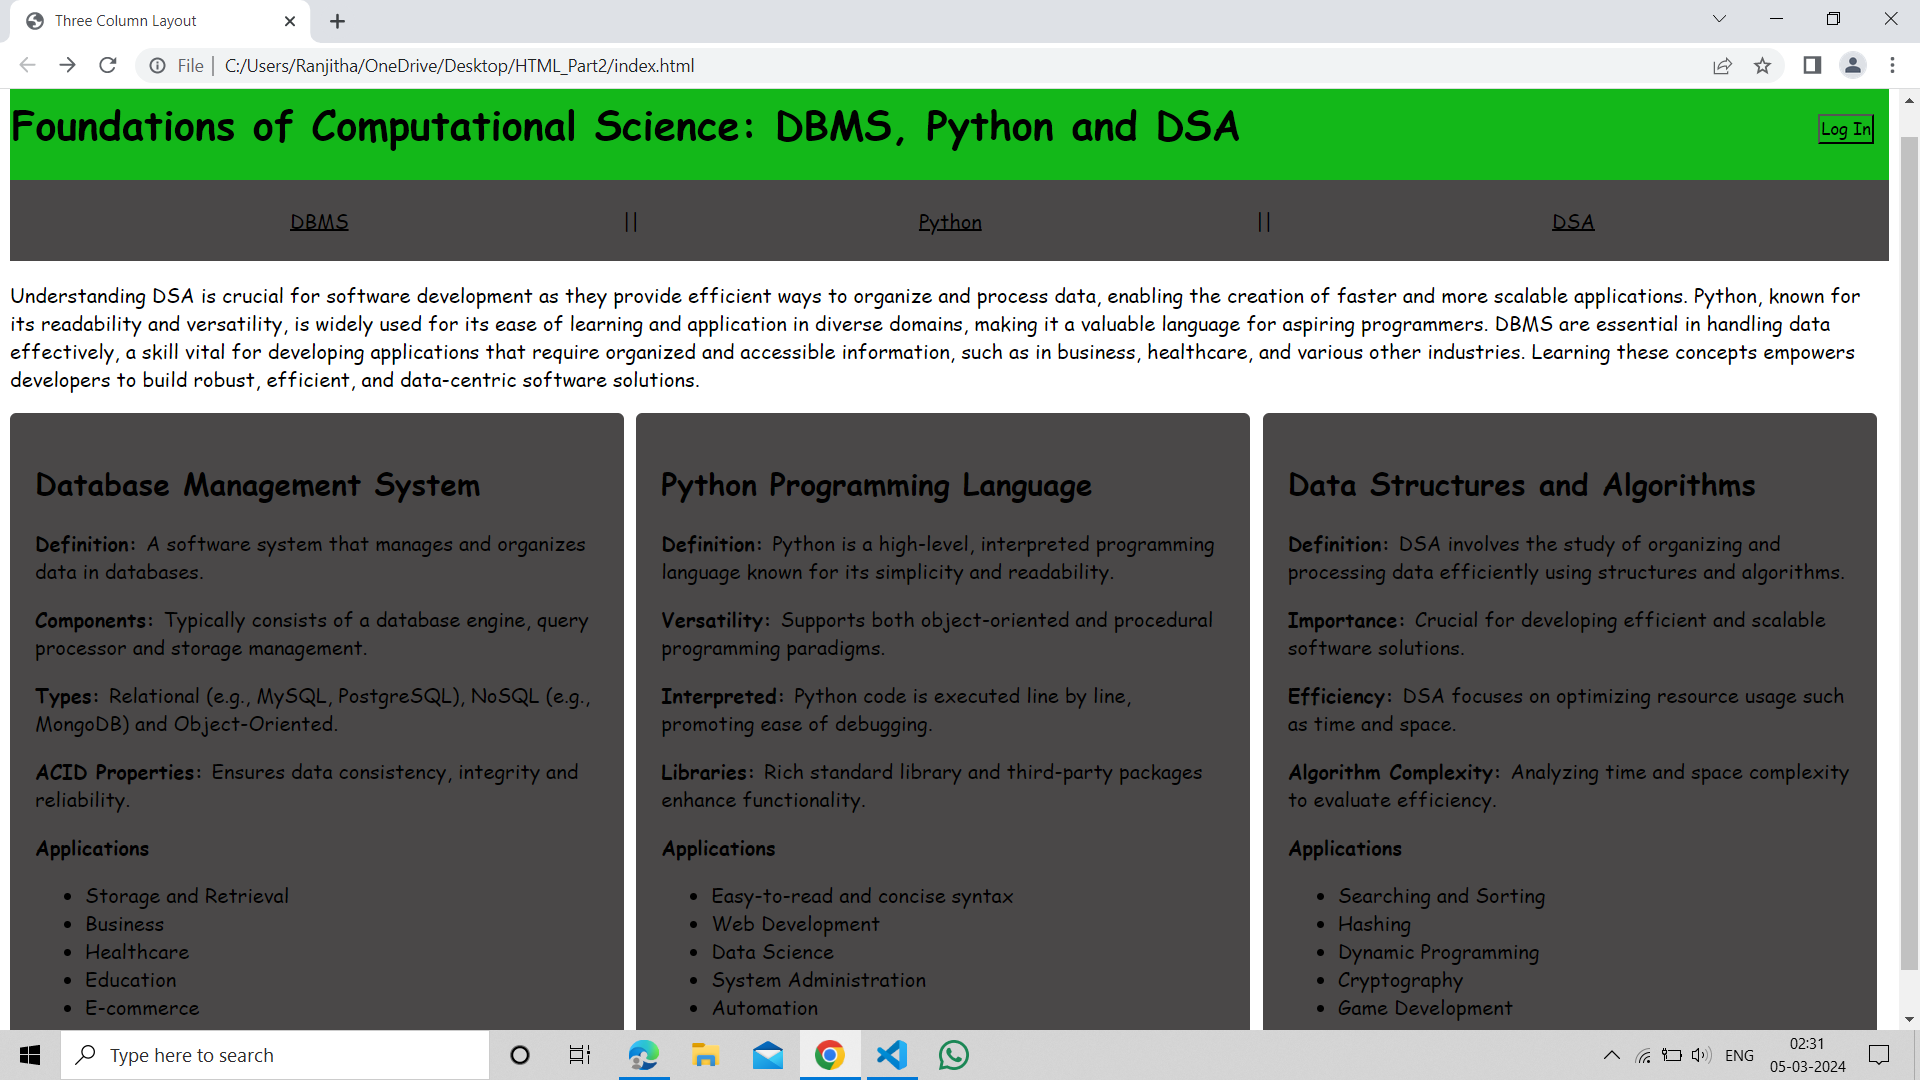 Three Column Layout
File | C:/Users/Ranjitha/OneDrive/Desktop/HTML_Part2/index.html
Foundations of Computational Science: DBMS, Python and DSA
Log In
DBMS || Python || DSA
Understanding DSA is crucial for software development as they provide efficient ways to organize and process data, enabling the creation of faster and more scalable applications. Python, known for
its readability and versatility, is widely used for its ease of learning and application in diverse domains, making it a valuable language for aspiring programmers. DBMS are essential in handling data
effectively, a skill vital for developing applications that require organized and accessible information, such as in business, healthcare, and various other industries. Learning these concepts empowers
developers to build robust, efficient, and data-centric software solutions.
Database Management System
Definition: A software system that manages and organizes
data in databases.
Components: Typically consists of a database engine, query
processor and storage management.
Types: Relational (e.g., MySQL, PostgreSQL), NoSQL (e.g.,
MongoDB) and Object-Oriented.
ACID Properties: Ensures data consistency, integrity and
reliability.
Applications
• Storage and Retrieval
• Business
• Healthcare
• Education
• E-commerce
Python Programming Language
Definition: Python is a high-level, interpreted programming
language known for its simplicity and readability.
Versatility: Supports both object-oriented and procedural
programming paradigms.
Interpreted: Python code is executed line by line,
promoting ease of debugging.
Libraries: Rich standard library and third-party packages
enhance functionality.
Applications
• Easy-to-read and concise syntax
• Web Development
• Data Science
• System Administration
• Automation
Data Structures and Algorithms
Definition: DSA involves the study of organizing and
processing data efficiently using structures and algorithms.
Importance: Crucial for developing efficient and scalable
software solutions.
Efficiency: DSA focuses on optimizing resource usage such
as time and space.
Algorithm Complexity: Analyzing time and space complexity
to evaluate efficiency.
Applications
• Searching and Sorting
• Hashing
• Dynamic Programming
• Cryptography
• Game Development
Type here to search
ENG
02:31
05-03-2024